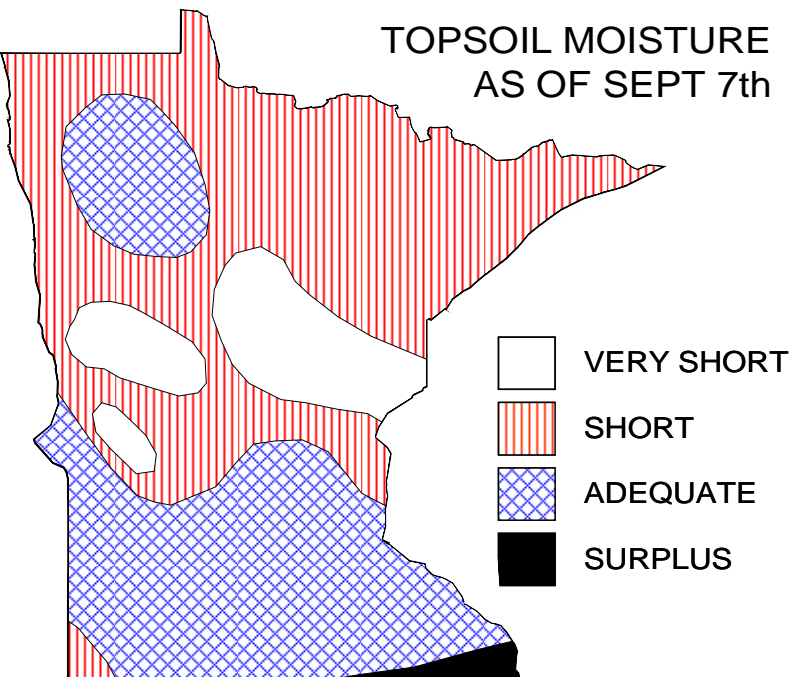 TOPSOIL MOISTURE
AS OF SEPT 7th
VERY SHORT
SHORT
ADEQUATE
SURPLUS